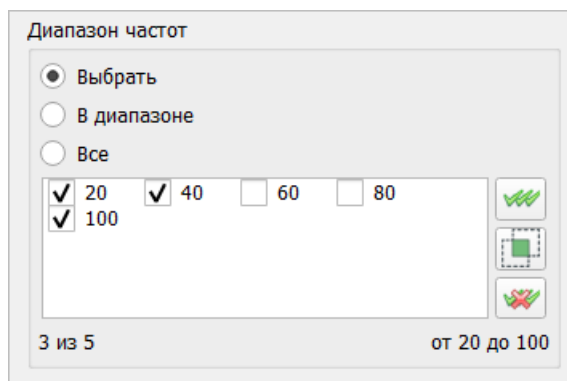 Диапазон частот
Выбрать
В диапазоне
Все
20 40 60 80
100
3 из 5 от 20 до 100